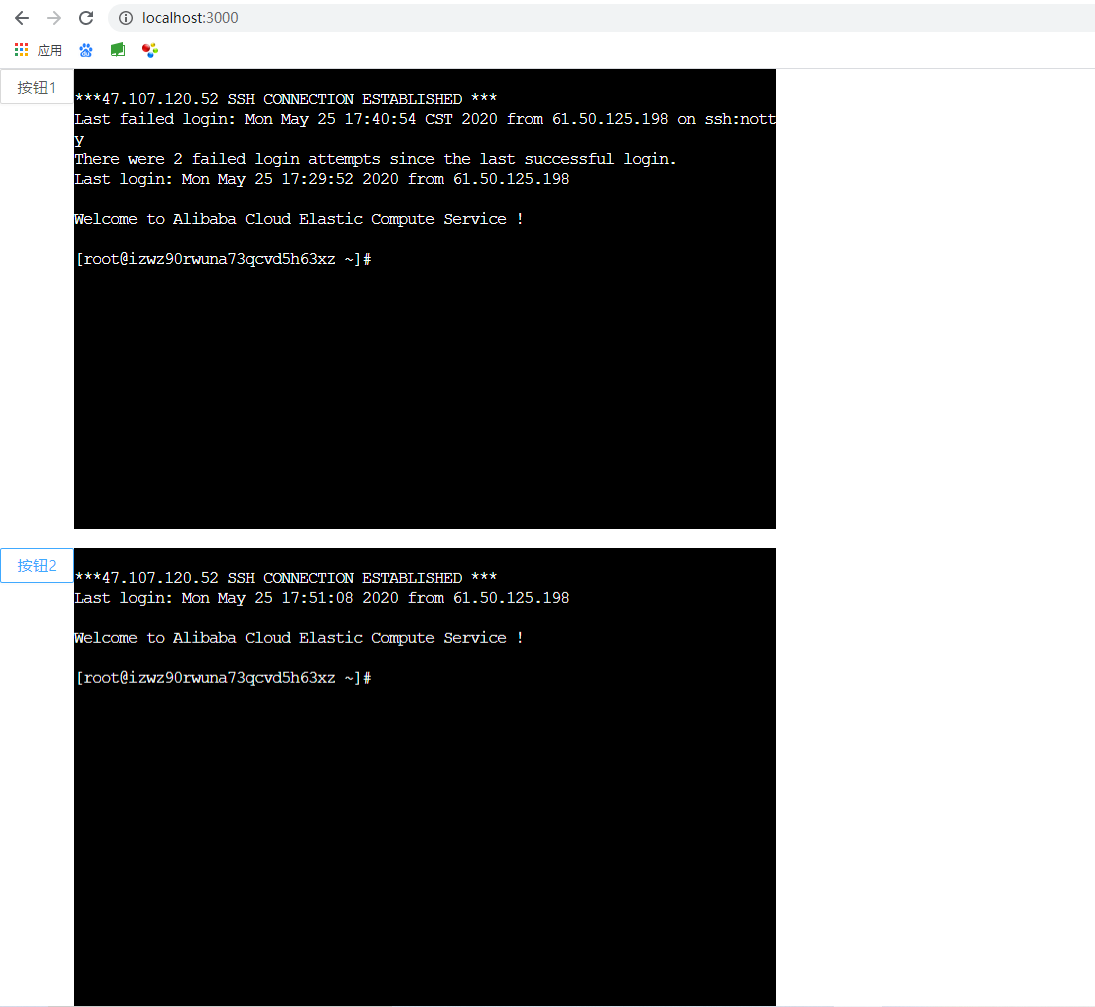 localhost:3000
应用
按钮1
***47.107.120.52 SSH CONNECTION ESTABLISHED ***
Last failed login: Mon May 25 17:40:54 CST 2020 from 61.50.125.198 on ssh:nott
y
There were 2 failed login attempts since the last successful login.
Last login: Mon May 25 17:29:52 2020 from 61.50.125.198
Welcome to Alibaba Cloud Elastic Compute Service !
[root@izwz90rwuna73qcvd5h63xz ~]#
按钮2
***47.107.120.52 SSH CONNECTION ESTABLISHED ***
Last login: Mon May 25 17:51:08 2020 from 61.50.125.198
Welcome to Alibaba Cloud Elastic Compute Service !
[root@izwz90rwuna73qcvd5h63xz ~]#